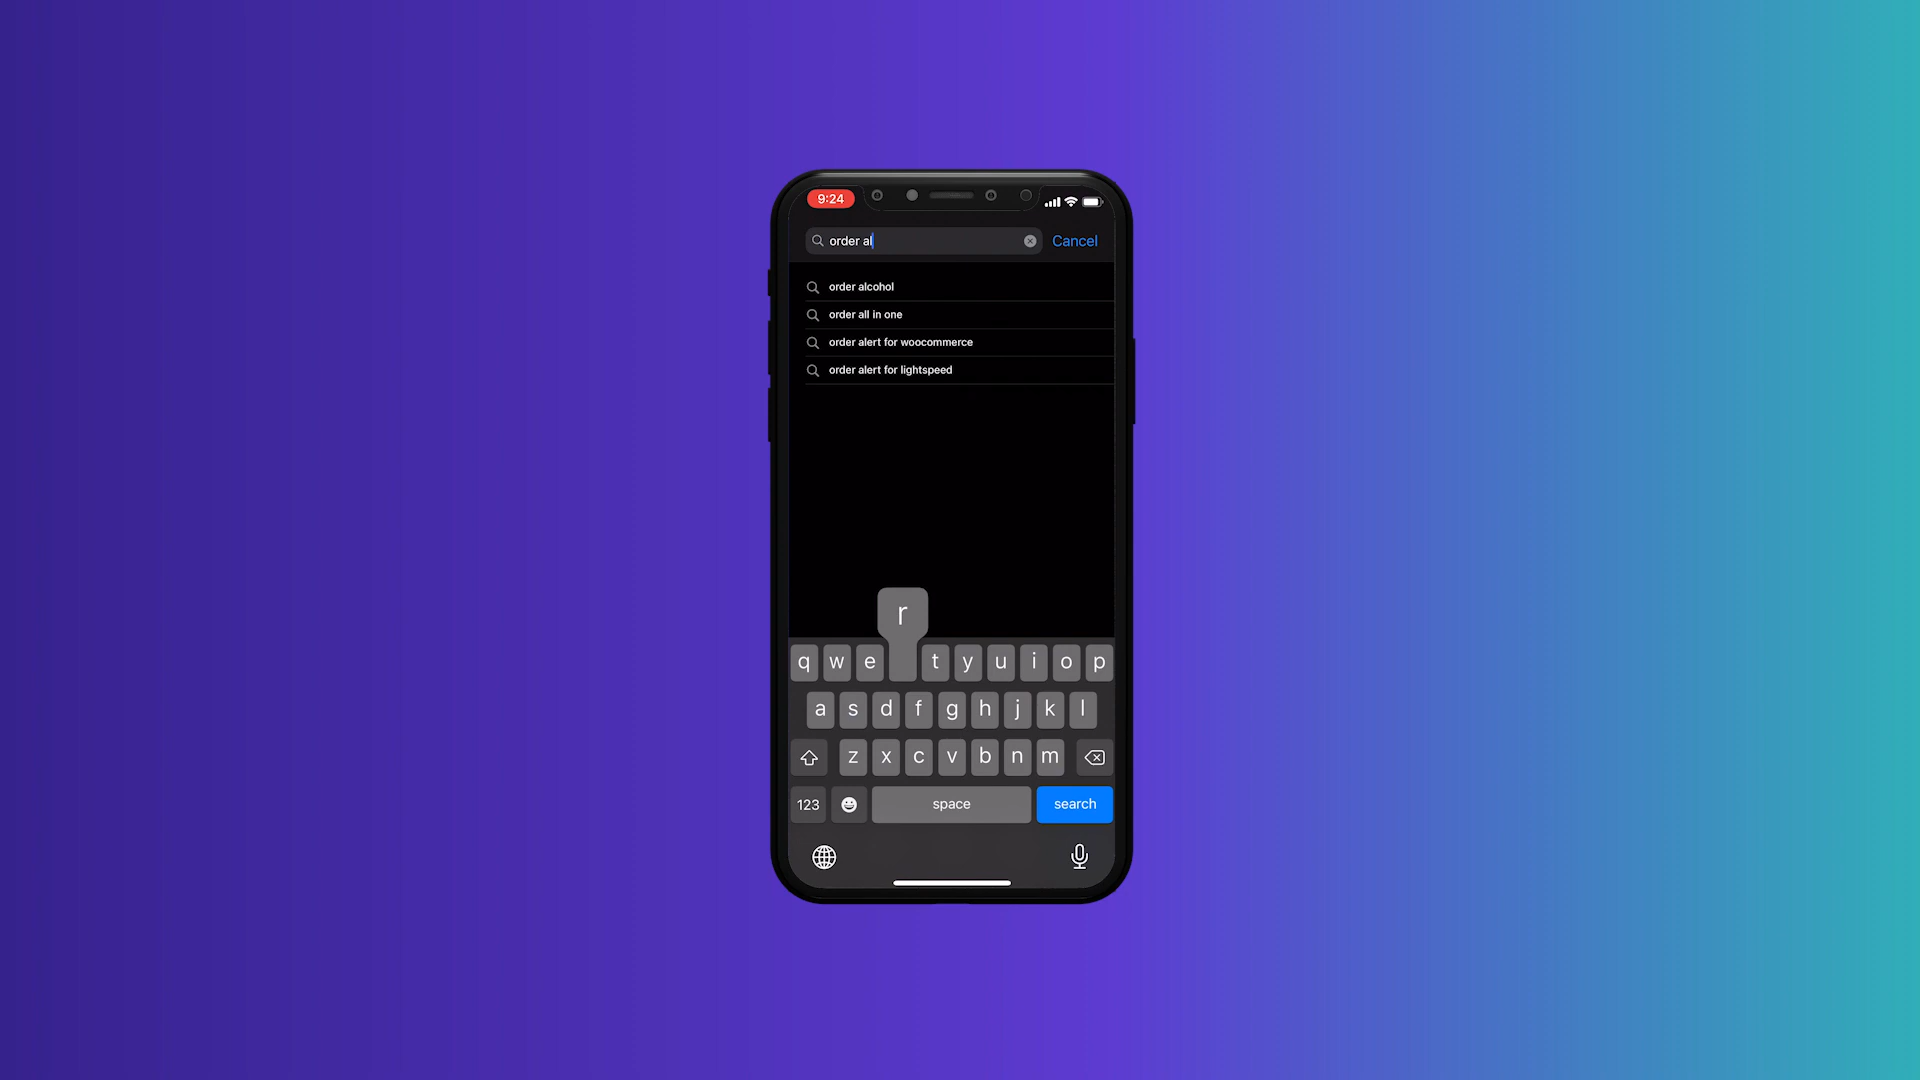 9:24
order al
Cancel
order alcohol
order all in one
order alert for woocommerce
order alert for lightspeed
r
q w e t y u i o p
a s d f g h j k l
z x c v b n m
123 space search